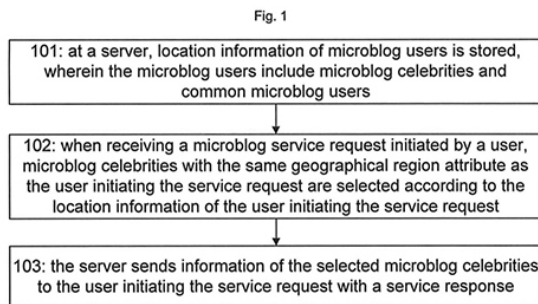 Fig. 1
101: at a server, location information of microblog users is stored,
wherein the microblog users include microblog celebrities and
common microblog users
102: when receiving a microblog service request initiated by a user,
microblog celebrities with the same geographical region attribute as
the user initiating the service request are selected according to the
location information of the user initiating the service request
103: the server sends information of the selected microblog celebrities
to the user initiating the service request with a service response